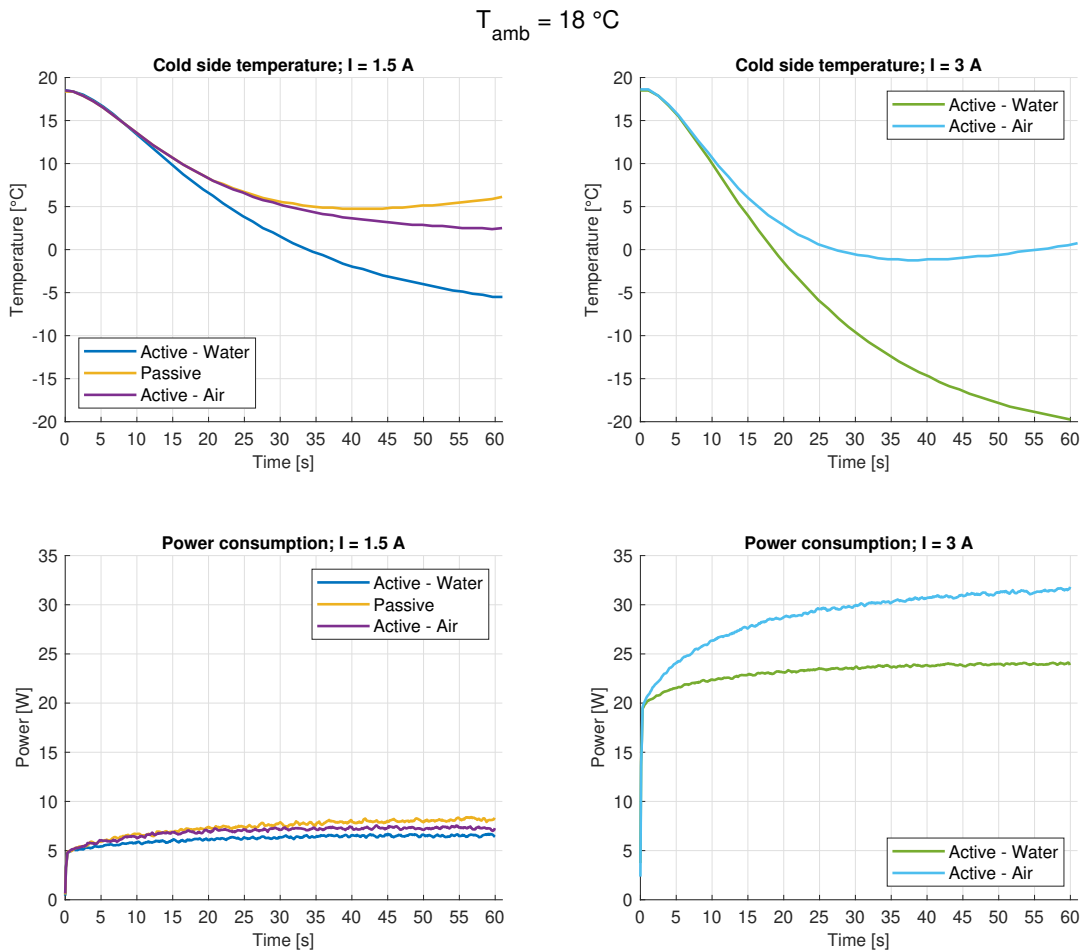 T_amb = 18 °C
Cold side temperature; I = 1.5 A
20
15
10
5
0
-5
-10
-15
-20
Temperature [°C]
Active - Water
Passive
Active - Air
0 5 10 15 20 25 30 35 40 45 50 55 60
Time [s]
Cold side temperature; I = 3 A
20
15
10
5
0
-5
-10
-15
-20
Temperature [°C]
Active - Water
Active - Air
0 5 10 15 20 25 30 35 40 45 50 55 60
Time [s]
Power consumption; I = 1.5 A
35
30
25
20
15
10
5
0
Power [W]
Active - Water
Passive
Active - Air
0 5 10 15 20 25 30 35 40 45 50 55 60
Time [s]
Power consumption; I = 3 A
35
30
25
20
15
10
5
0
Power [W]
Active - Water
Active - Air
0 5 10 15 20 25 30 35 40 45 50 55 60
Time [s]